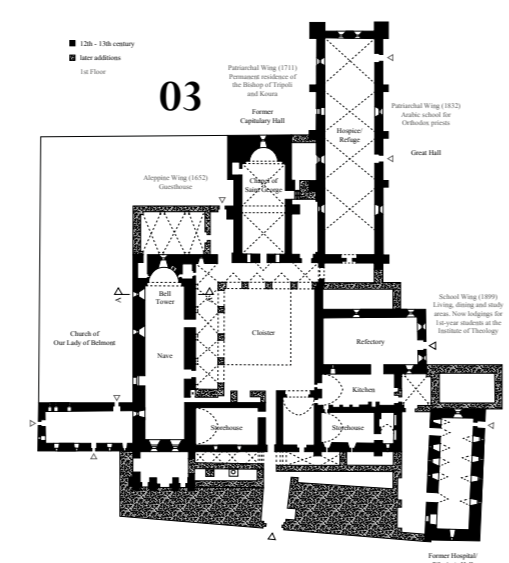 12th - 13th century
later additions
1st Floor
03
Patriarchal Wing (1711)
Permanent residence of
the Bishop of Tripoli
and Koura
Former
Capitulary Hall
Hospice/
Refuge
Patriarchal Wing (1832)
Arabic school for
Orthodox priests
Great Hall
Aleppine Wing (1652)
Guesthouse
Chapel of
Saint George
Bell
Tower
A
Church of
Our Lady of Belmont
Nave
Cloister
School Wing (1899)
Living, dining and study
areas. Now lodgings for
1st-year students at the
Institute of Theology
Refectory
Kitchen
Storehouse
Storehouse
Former Hospital/